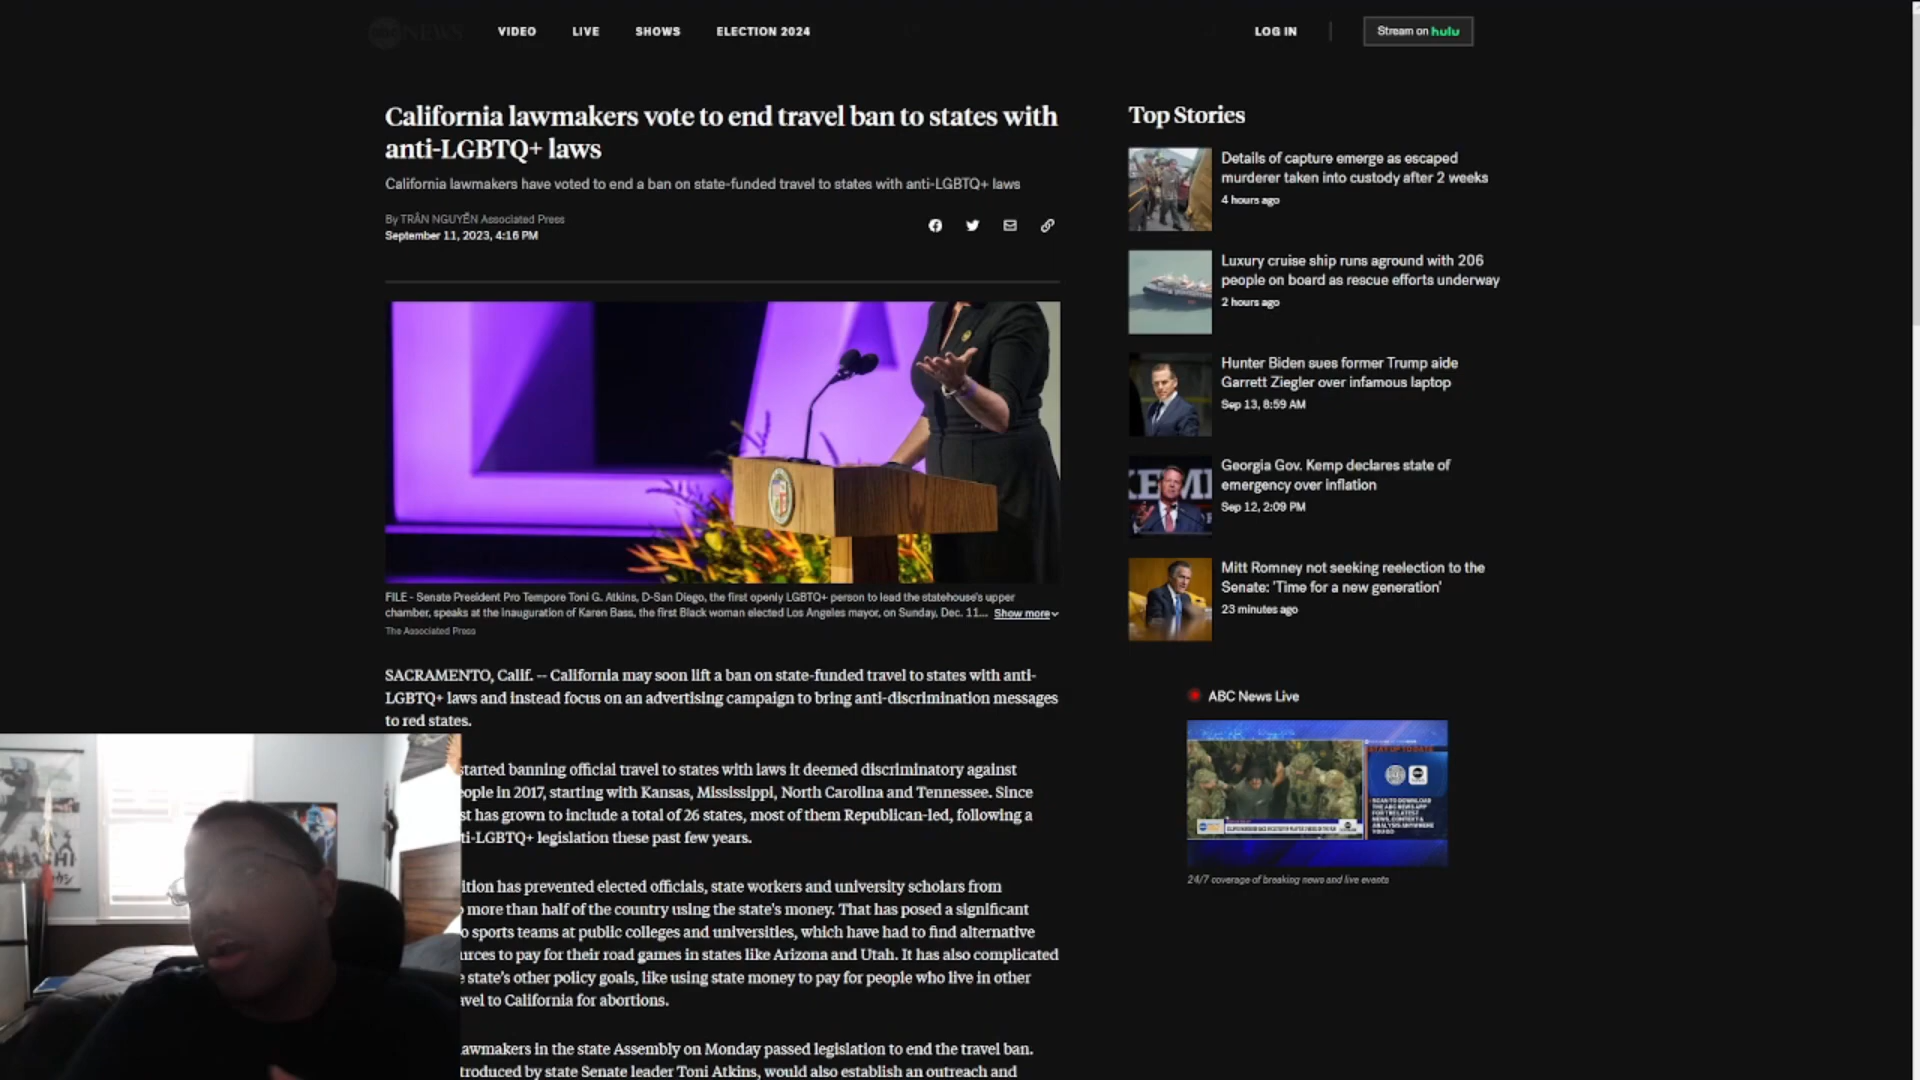 abc NEWS
VIDEO
LIVE
SHOWS
ELECTION 2024
LOG IN
Stream on hulu
California lawmakers vote to end travel ban to states with
anti-LGBTQ+ laws
California lawmakers have voted to end a ban on state-funded travel to states with anti-LGBTQ+ laws
By TRÂN NGUYỄN Associated Press
September 11, 2023, 4:16 PM
FILE - Senate President Pro Tempore Toni G. Atkins, D-San Diego, the first openly LGBTQ+ person to lead the statehouse's upper
chamber, speaks at the inauguration of Karen Bass, the first Black woman elected Los Angeles mayor, on Sunday, Dec. 11... Show more
The Associated Press
SACRAMENTO, Calif. -- California may soon lift a ban on state-funded travel to states with anti-
LGBTQ+ laws and instead focus on an advertising campaign to bring anti-discrimination messages
to red states.
started banning official travel to states with laws it deemed discriminatory against
ople in 2017, starting with Kansas, Mississippi, North Carolina and Tennessee. Since
st has grown to include a total of 26 states, most of them Republican-led, following a
ti-LGBTQ+ legislation these past few years.
ition has prevented elected officials, state workers and university scholars from
more than half of the country using the state's money. That has posed a significant
o sports teams at public colleges and universities, which have had to find alternative
urces to pay for their road games in states like Arizona and Utah. It has also complicated
e state's other policy goals, like using state money to pay for people who live in other
avel to California for abortions.
awmakers in the state Assembly on Monday passed legislation to end the travel ban.
troduced by state Senate leader Toni Atkins, would also establish an outreach and
Top Stories
Details of capture emerge as escaped
murderer taken into custody after 2 weeks
4 hours ago
Luxury cruise ship runs aground with 206
people on board as rescue efforts underway
2 hours ago
Hunter Biden sues former Trump aide
Garrett Ziegler over infamous laptop
Sep 13, 8:59 AM
Georgia Gov. Kemp declares state of
emergency over inflation
Sep 12, 2:09 PM
Mitt Romney not seeking reelection to the
Senate: 'Time for a new generation'
23 minutes ago
ABC News Live
SCAN TO DOWNLOAD
THE ABC NEWS APP
FOR THE LATEST
NEWS, CONTEXT &
ANALYSIS ANYWHERE
YOU GO
24/7 coverage of breaking news and live events